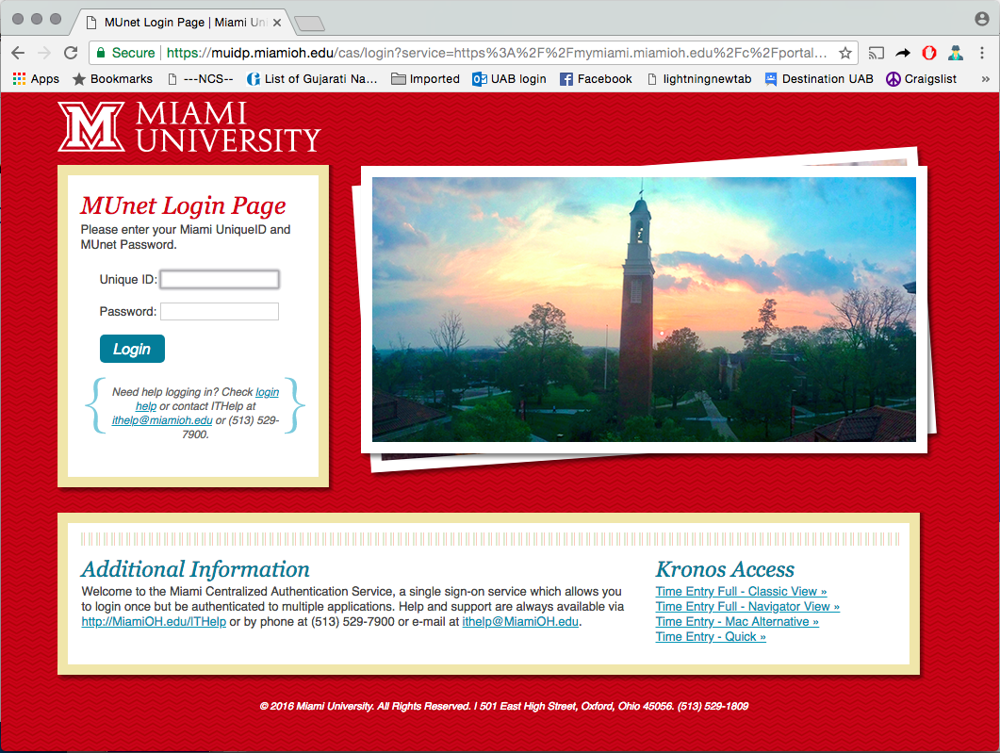 MUnet Login Page | Miami Uni
Secure https://muidp.miamioh.edu/cas/login?service=https%3A%2F%2Fmymiami.miamioh.edu%2Fc%2Fportal...
Apps Bookmarks ---NCS-- List of Gujarati Na... Imported UAB login Facebook lightningnewtab Destination UAB Craigslist »
M MIAMI
UNIVERSITY
MUnet Login Page
Please enter your Miami UniqueID and
MUnet Password.
Unique ID:
Password:
Login
Need help logging in? Check login
help or contact ITHelp at
ithelp@miamioh.edu or (513) 529-
7900.
Additional Information
Welcome to the Miami Centralized Authentication Service, a single sign-on service which allows you
to login once but be authenticated to multiple applications. Help and support are always available via
http://MiamiOH.edu/ITHelp or by phone at (513) 529-7900 or e-mail at ithelp@MiamiOH.edu.
Kronos Access
Time Entry Full - Classic View »
Time Entry Full - Navigator View »
Time Entry - Mac Alternative »
Time Entry - Quick »
© 2016 Miami University. All Rights Reserved. I 501 East High Street, Oxford, Ohio 45056. (513) 529-1809